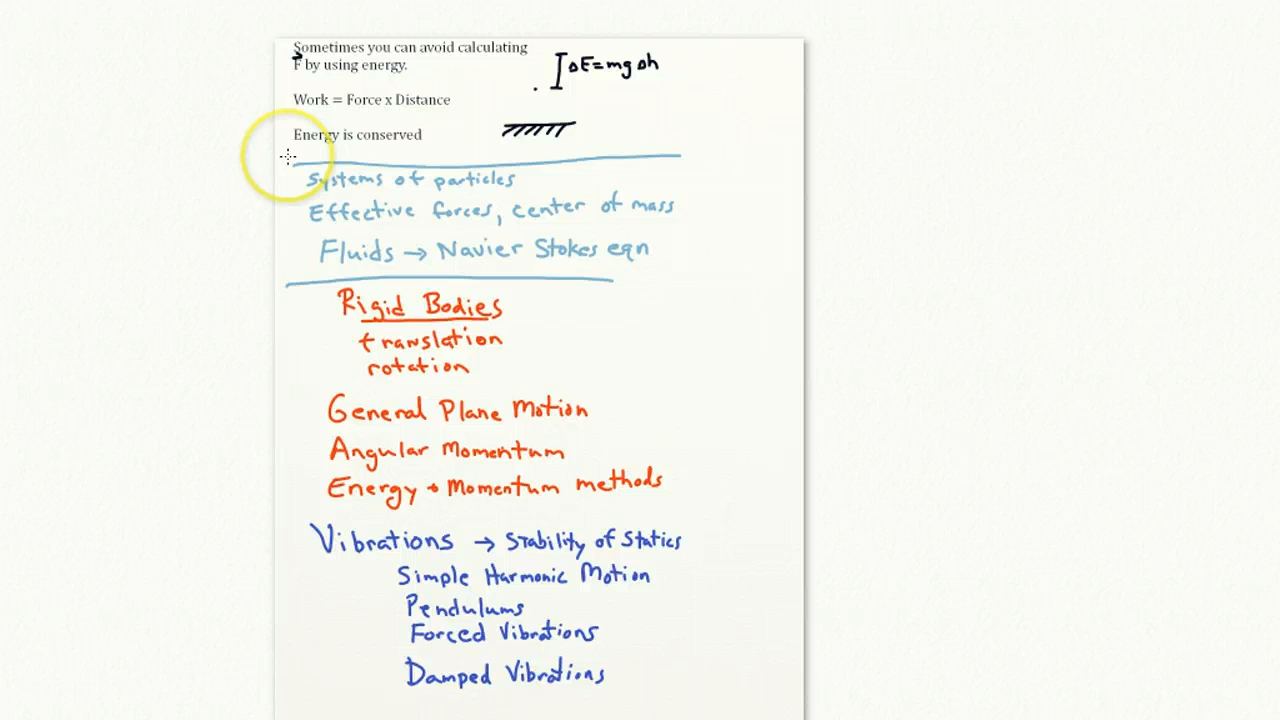 Sometimes you can avoid calculating
F by using energy.
ΔE=mgΔh
Work = Force x Distance
Energy is conserved
Systems of particles
Effective forces, center of mass
Fluids → Navier Stokes eqn
Rigid Bodies
translation
rotation
General Plane Motion
Angular Momentum
Energy + Momentum methods
Vibrations → Stability of Statics
Simple Harmonic Motion
Pendulums
Forced Vibrations
Damped Vibrations